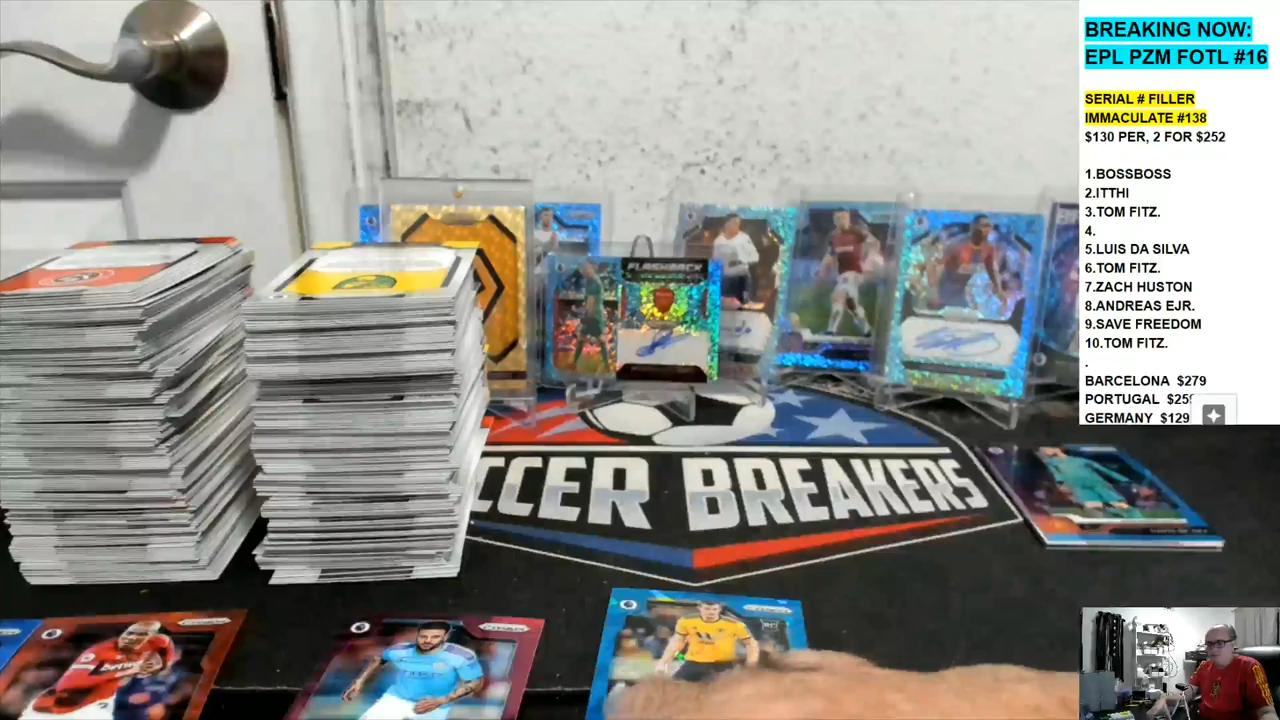 BREAKING NOW:
EPL PZM FOTL #16
SERIAL # FILLER
IMMACULATE #138
$130 PER, 2 FOR $252
1.BOSSBOSS
2.ITTHI
3.TOM FITZ.
4.
5.LUIS DA SILVA
6.TOM FITZ.
7.ZACH HUSTON
8.ANDREAS EJR.
9.SAVE FREEDOM
10.TOM FITZ.
.
BARCELONA $279
PORTUGAL
GERMANY $129
FLASHBACK
CCER BREAKERS